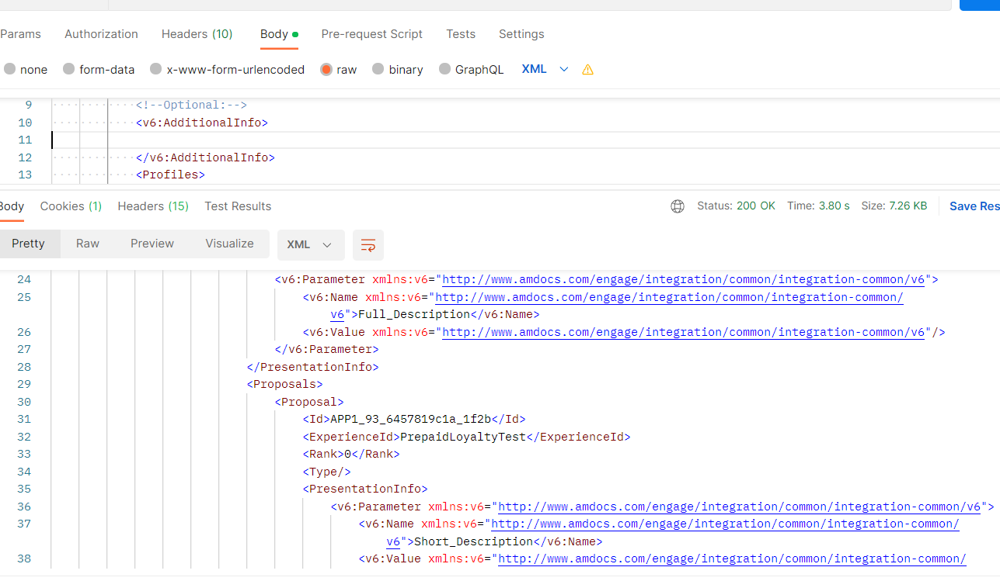 Params Authorization Headers (10) Body Pre-request Script Tests Settings
none form-data x-www-form-urlencoded raw binary GraphQL XML
9 <!--Optional:-->
10 <v6:AdditionalInfo>
11
12 </v6:AdditionalInfo>
13 <Profiles>
Body Cookies (1) Headers (15) Test Results Status: 200 OK Time: 3.80 s Size: 7.26 KB Save Res
Pretty Raw Preview Visualize XML
24 <v6:Parameter xmlns:v6="http://www.amdocs.com/engage/integration/common/integration-common/v6">
25 <v6:Name xmlns:v6="http://www.amdocs.com/engage/integration/common/integration-common/
v6">Full_Description</v6:Name>
26 <v6:Value xmlns:v6="http://www.amdocs.com/engage/integration/common/integration-common/v6"/>
27 </v6:Parameter>
28 </PresentationInfo>
29 <Proposals>
30 <Proposal>
31 <Id>APP1_93_6457819c1a_1f2b</Id>
32 <ExperienceId>PrepaidLoyaltyTest</ExperienceId>
33 <Rank>0</Rank>
34 <Type/>
35 <PresentationInfo>
36 <v6:Parameter xmlns:v6="http://www.amdocs.com/engage/integration/common/integration-common/v6">
37 <v6:Name xmlns:v6="http://www.amdocs.com/engage/integration/common/integration-common/
v6">Short_Description</v6:Name>
38 <v6:Value xmlns:v6="http://www.amdocs.com/engage/integration/common/integration-common/